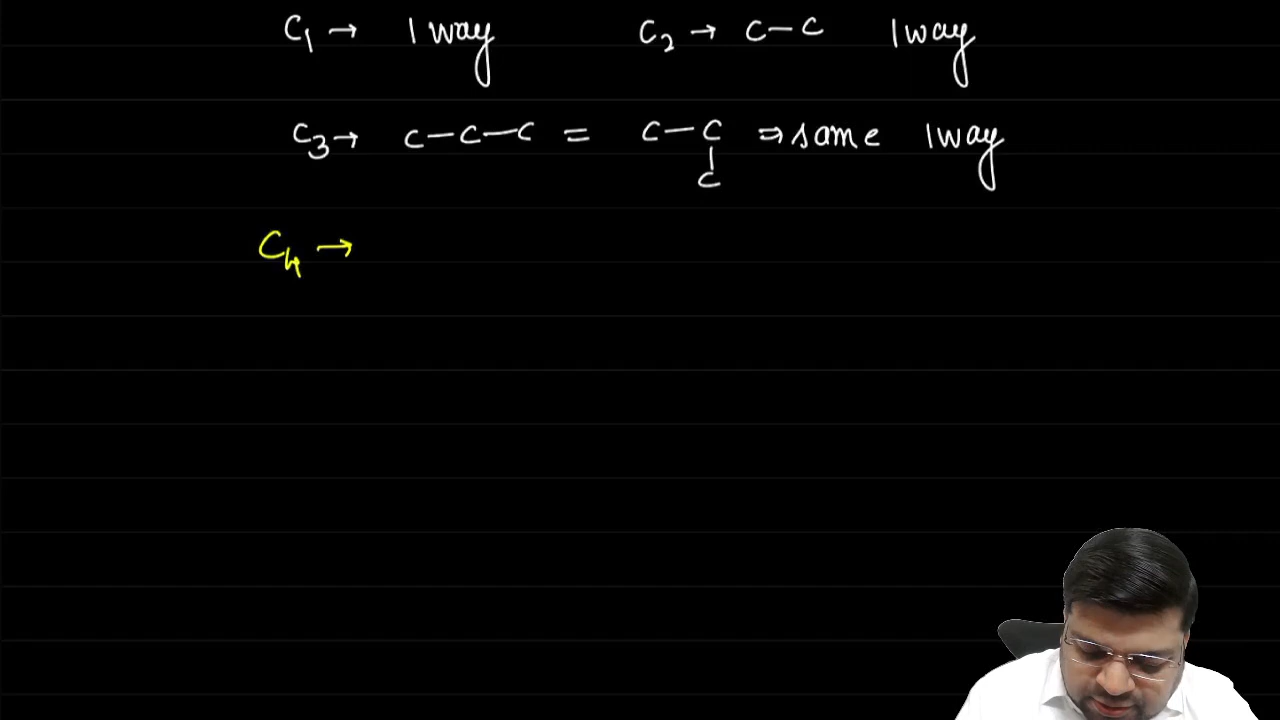 C₁ → 1 way C₂ → C–C 1 way
C₃ → C–C–C = C–C ⇒ same 1 way
|
C
C₄ →